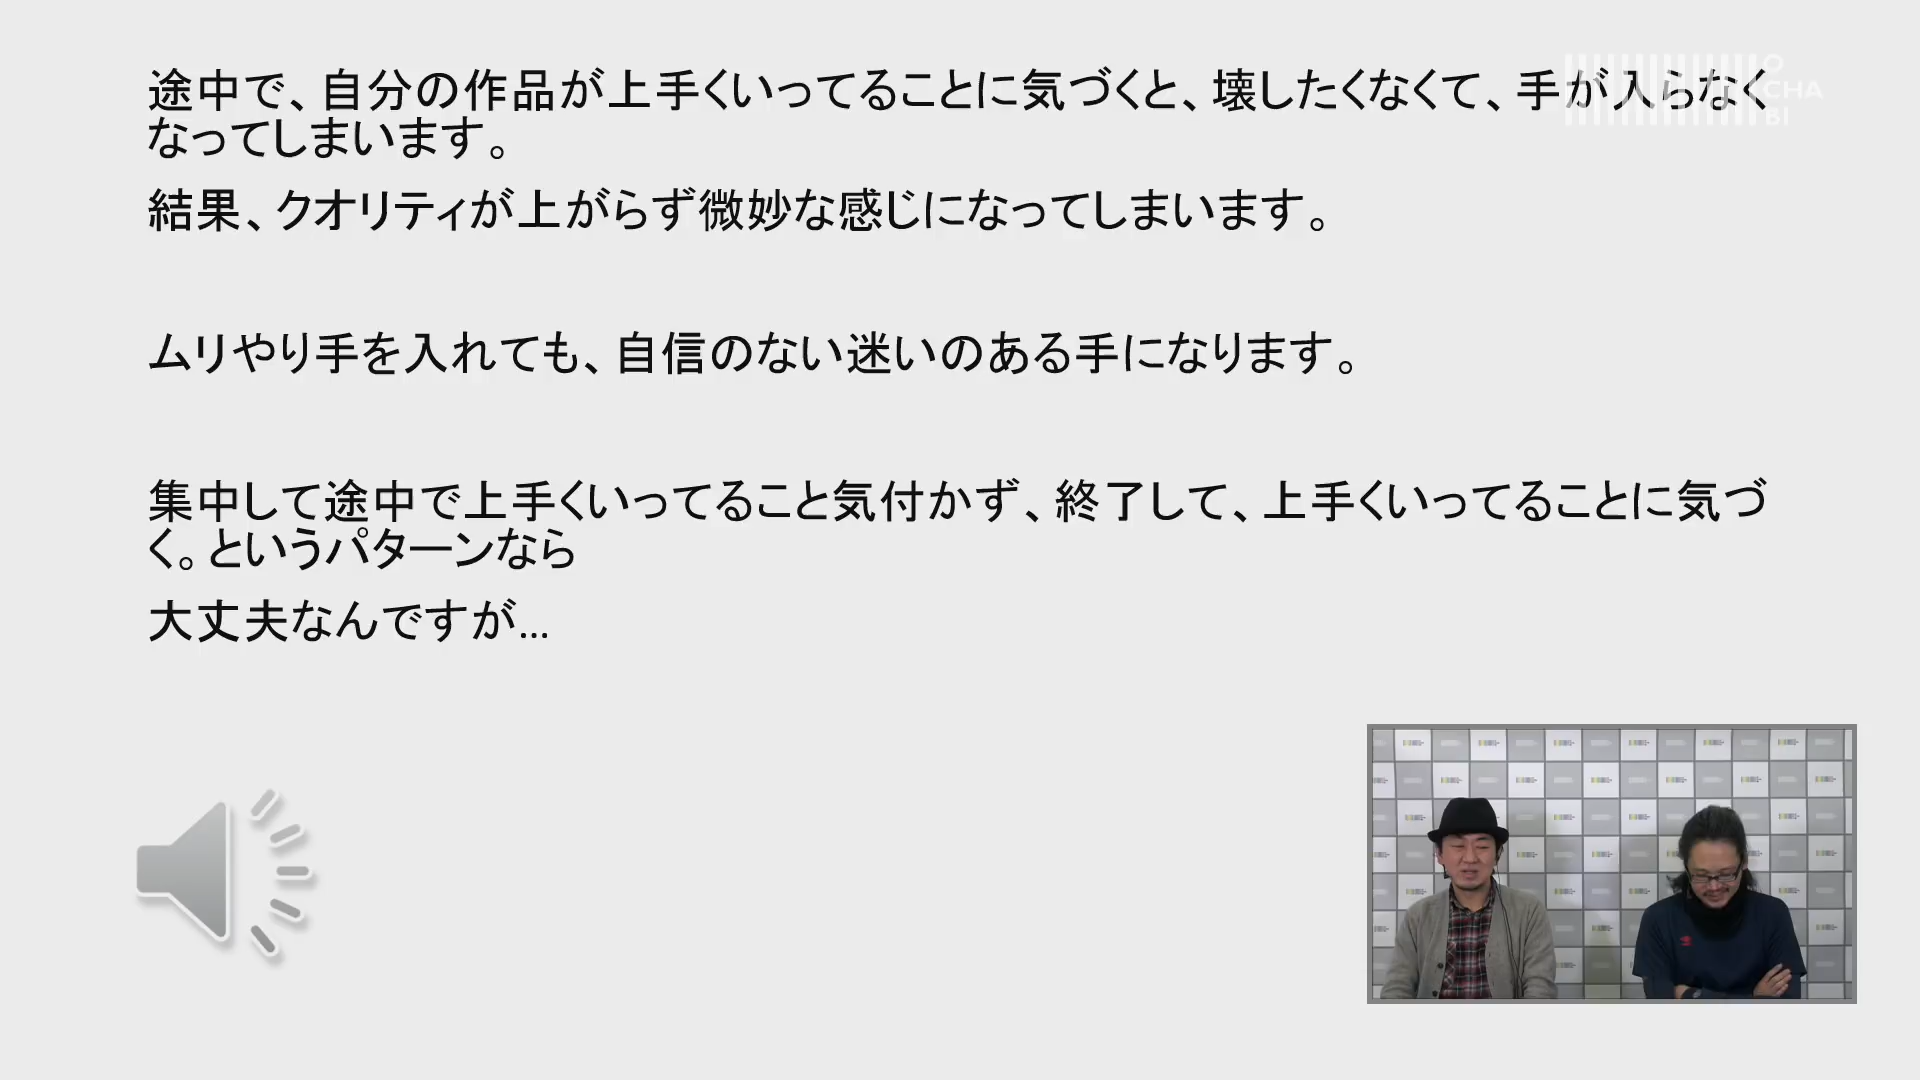 途中で、自分の作品が上手くいってることに気づくと、壊したくなくて、手が入らなく
なってしまいます。
結果、クオリティが上がらず微妙な感じになってしまいます。
ムリやり手を入れても、自信のない迷いのある手になります。
集中して途中で上手くいってること気付かず、終了して、上手くいってることに気づ
く。というパターンなら
大丈夫なんですが...
O
CHA
BI